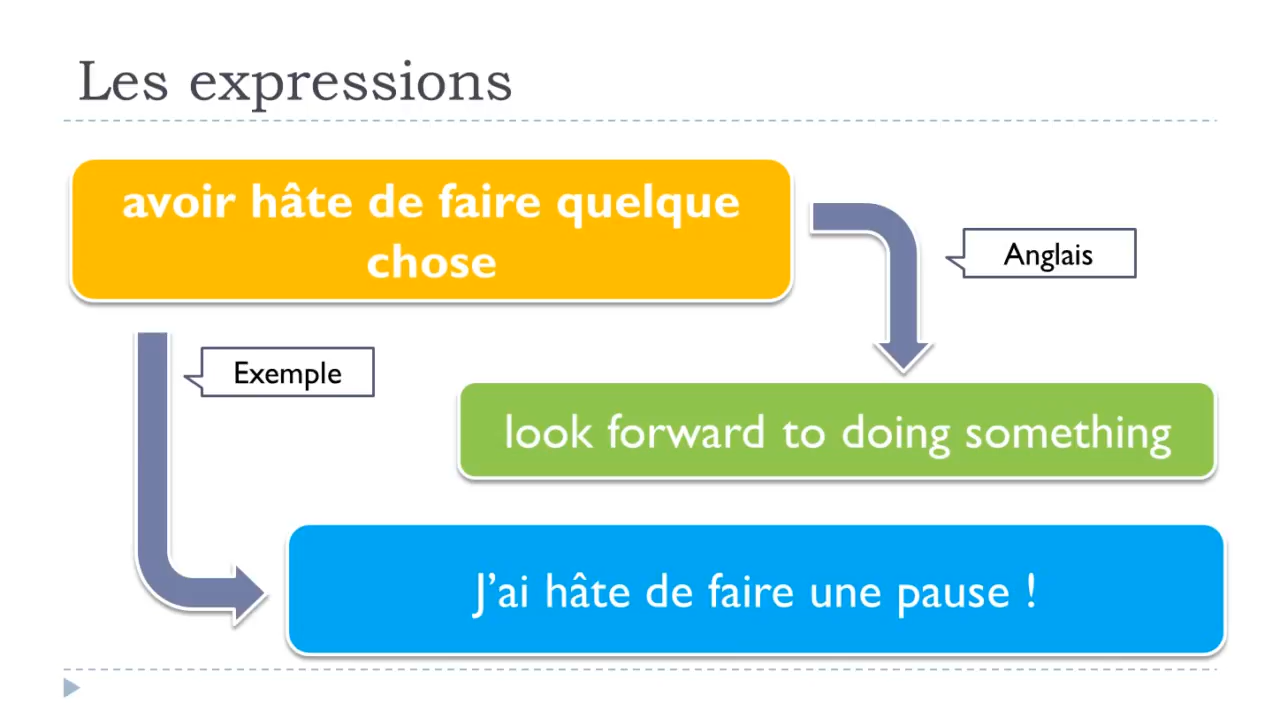 Les expressions
avoir hâte de faire quelque
chose
Anglais
Exemple
look forward to doing something
J’ai hâte de faire une pause !